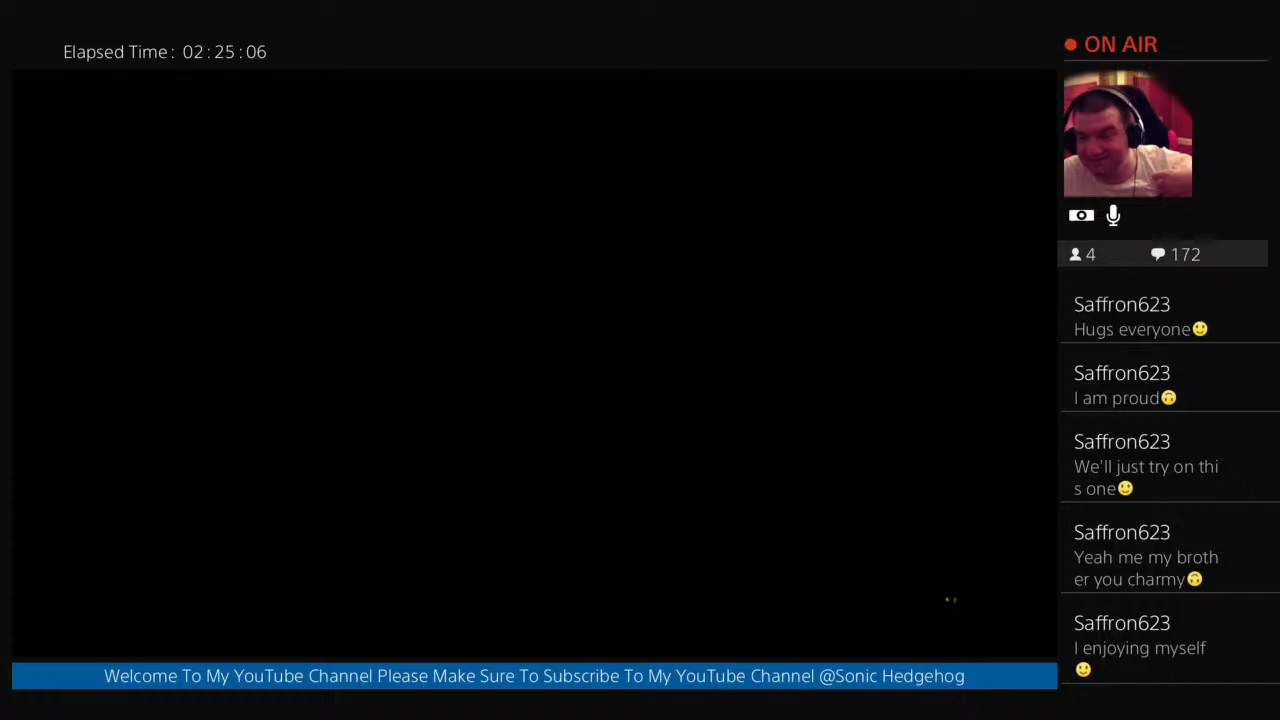 Elapsed Time: 02:25:06
ON AIR
4 172
Saffron623
Hugs everyone🙂
Saffron623
I am proud🙃
Saffron623
We'll just try on thi
s one🙂
Saffron623
Yeah me my broth
er you charmy🙃
Saffron623
I enjoying myself
🙂
Welcome To My YouTube Channel Please Make Sure To Subscribe To My YouTube Channel @Sonic Hedgehog